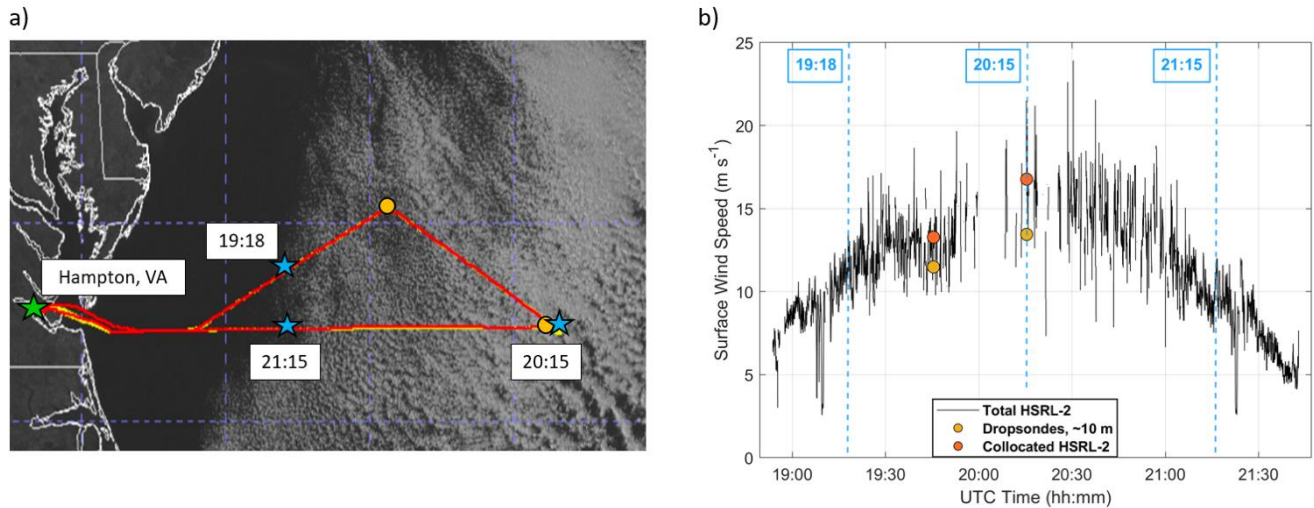 a)
Hampton, VA
19:18
21:15
20:15
b)
25
20
15
10
5
0
Surface Wind Speed (m s⁻¹)
19:18
20:15
21:15
Total HSRL-2
Dropsondes, ~10 m
Collocated HSRL-2
19:00 19:30 20:00 20:30 21:00 21:30
UTC Time (hh:mm)